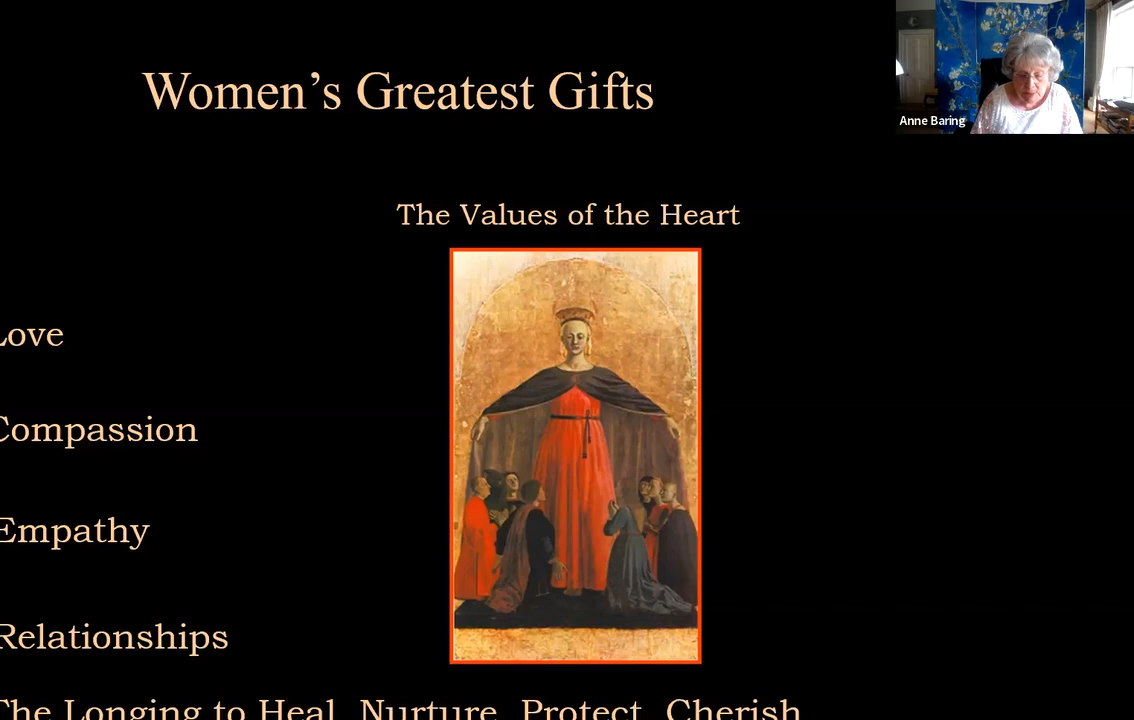 Women's Greatest Gifts
Anne Baring
The Values of the Heart
Love
Compassion
Empathy
Relationships
The Longing to Heal, Nurture, Protect, Cherish